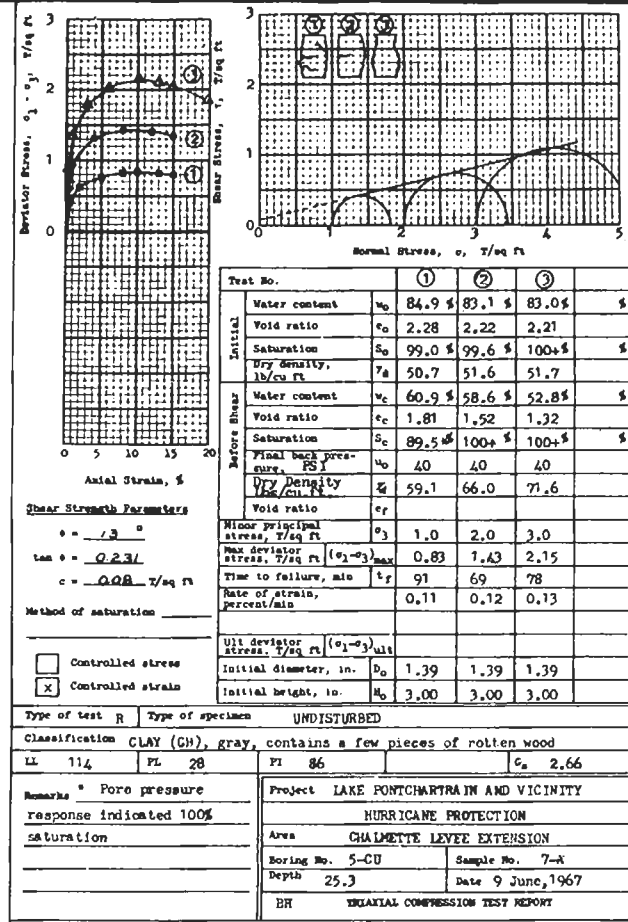 Deviator Stress, σ1 - σ3, T/sq ft
3
2
1
0
③
②
①
0 5 10 15 20
Axial Strain, %
Shear Stress, τ, T/sq ft
3
2
1
0
① ② ③
0 1 2 3 4 5
Normal Stress, σ, T/sq ft
Shear Strength Parameters
φ = 13 °
tan φ = 0.231
c = 0.08 T/sq ft
Method of saturation
Controlled stress
x Controlled strain
Test No. ① ② ③
Initial
Water content wo 84.9 % 83.1 % 83.0 % %
Void ratio eo 2.28 2.22 2.21
Saturation So 99.0 % 99.6 % 100+ % %
Dry density, lb/cu ft γd 50.7 51.6 51.7
Before Shear
Water content wc 60.9 % 58.6 % 52.8 % %
Void ratio ec 1.81 1.52 1.32
Saturation Sc 89.5*% 100+ % 100+ % %
Final back pressure, PSI uo 40 40 40
Dry Density Lbs/cu.ft. γd 59.1 66.0 71.6
Void ratio ef
Minor principal stress, T/sq ft σ3 1.0 2.0 3.0
Max deviator stress, T/sq ft (σ1-σ3)max 0.83 1.43 2.15
Time to failure, min tf 91 69 78
Rate of strain, percent/min 0.11 0.12 0.13
Ult deviator stress, T/sq ft (σ1-σ3)ult
Initial diameter, in. Do 1.39 1.39 1.39
Initial height, in. Ho 3.00 3.00 3.00
Type of test R Type of specimen UNDISTURBED
Classification CLAY (CH), gray, contains a few pieces of rotten wood
LL 114 PL 28 PI 86 Gs 2.66
Remarks * Pore pressure
response indicated 100%
saturation
Project LAKE PONTCHARTRAIN AND VICINITY
HURRICANE PROTECTION
Area CHALMETTE LEVEE EXTENSION
Boring No. 5-CU Sample No. 7-A
Depth 25.3 Date 9 June, 1967
BH TRIAXIAL COMPRESSION TEST REPORT